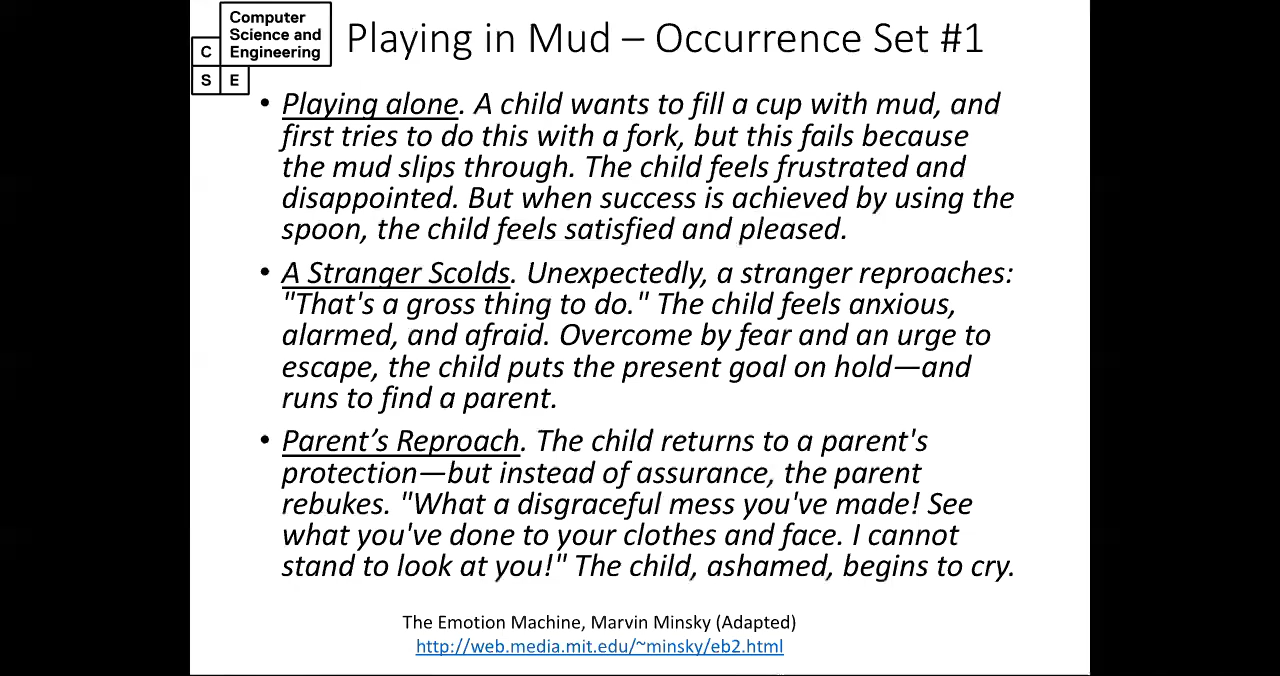 Computer
Science and
Engineering
C
S E
Playing in Mud – Occurrence Set #1
• Playing alone. A child wants to fill a cup with mud, and
first tries to do this with a fork, but this fails because
the mud slips through. The child feels frustrated and
disappointed. But when success is achieved by using the
spoon, the child feels satisfied and pleased.
• A Stranger Scolds. Unexpectedly, a stranger reproaches:
"That's a gross thing to do." The child feels anxious,
alarmed, and afraid. Overcome by fear and an urge to
escape, the child puts the present goal on hold—and
runs to find a parent.
• Parent’s Reproach. The child returns to a parent's
protection—but instead of assurance, the parent
rebukes. "What a disgraceful mess you've made! See
what you've done to your clothes and face. I cannot
stand to look at you!" The child, ashamed, begins to cry.
The Emotion Machine, Marvin Minsky (Adapted)
http://web.media.mit.edu/~minsky/eb2.html